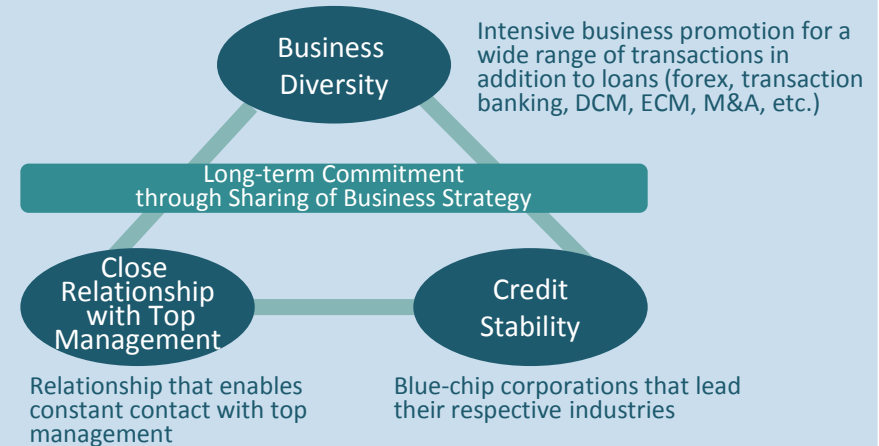 Business
Diversity
Intensive business promotion for a
wide range of transactions in
addition to loans (forex, transaction
banking, DCM, ECM, M&A, etc.)
Long-term Commitment
through Sharing of Business Strategy
Close
Relationship
with Top
Management
Credit
Stability
Relationship that enables
constant contact with top
management
Blue-chip corporations that lead
their respective industries